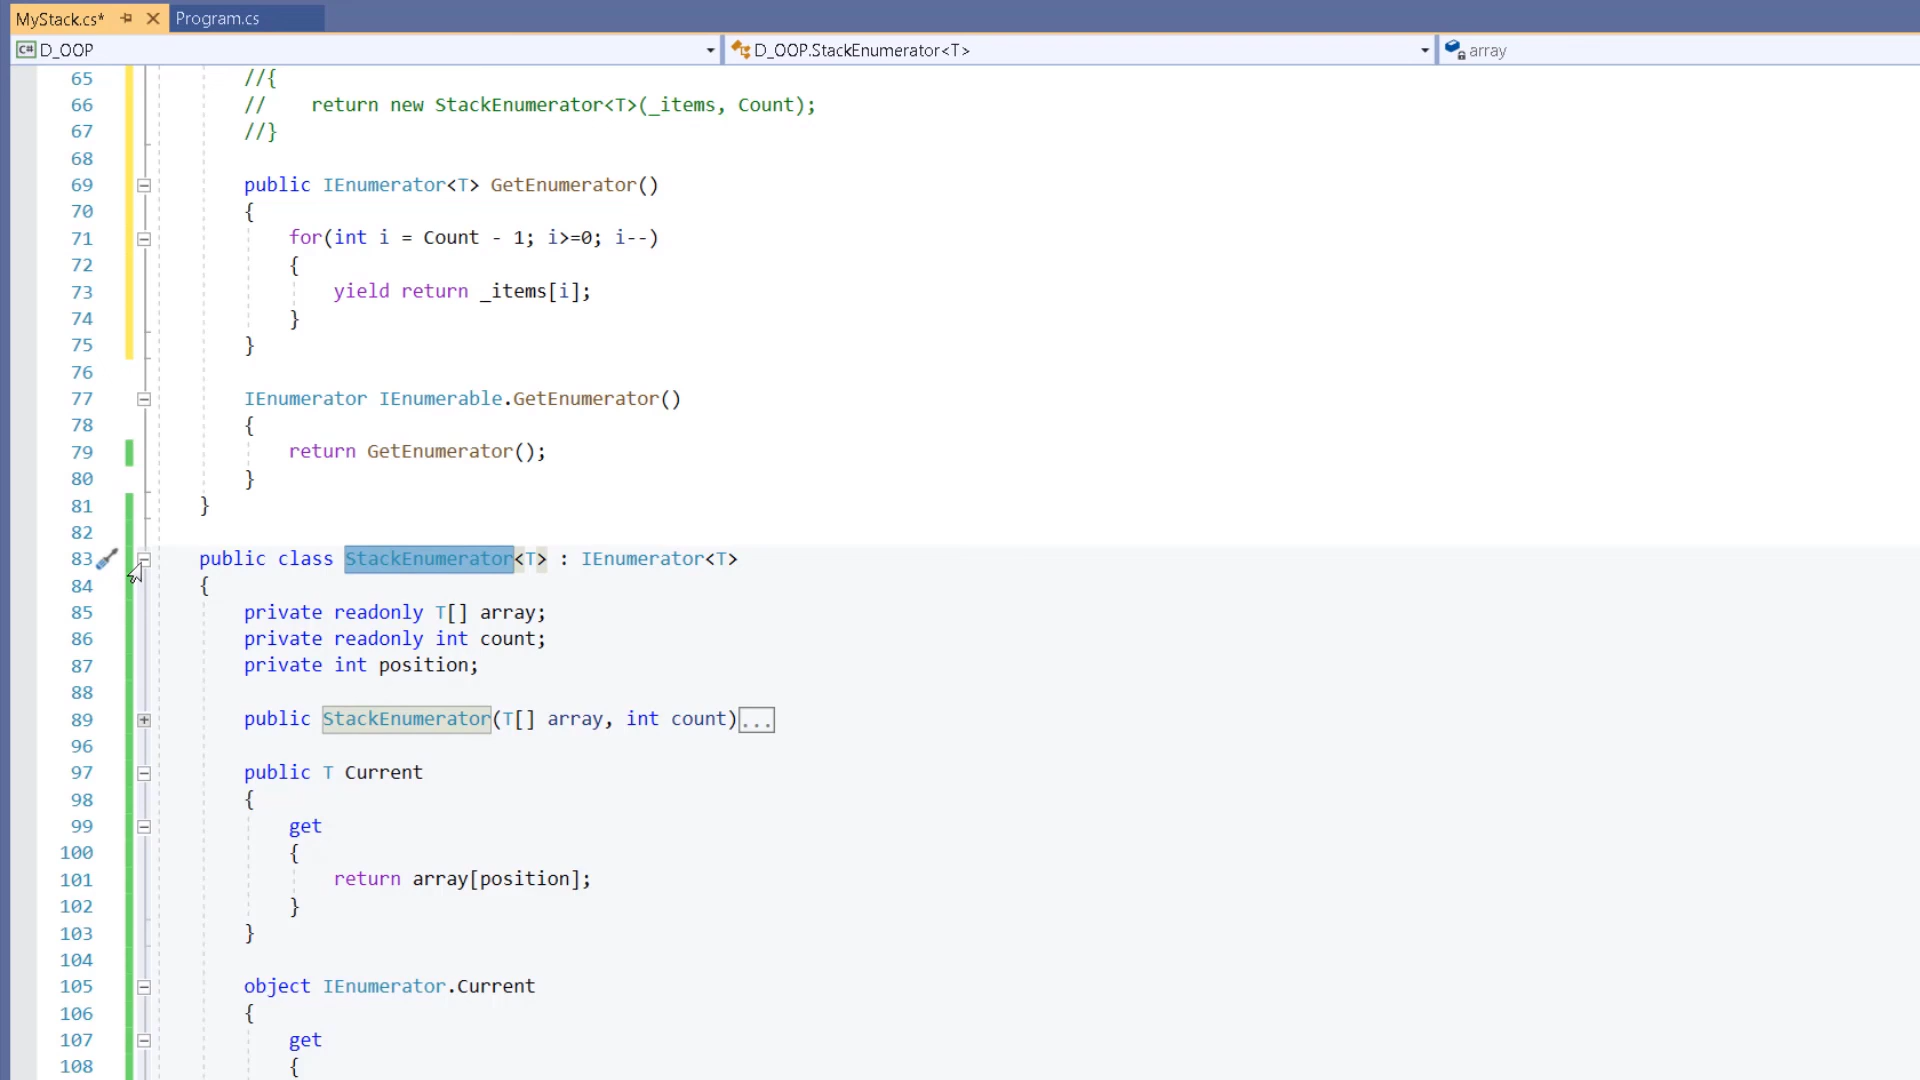 MyStack.cs* Program.cs
C# D_OOP D_OOP.StackEnumerator<T> array
65 //{
66 // return new StackEnumerator<T>(_items, Count);
67 //}
68
69 public IEnumerator<T> GetEnumerator()
70 {
71 for(int i = Count - 1; i>=0; i--)
72 {
73 yield return _items[i];
74 }
75 }
76
77 IEnumerator IEnumerable.GetEnumerator()
78 {
79 return GetEnumerator();
80 }
81 }
82
83 public class StackEnumerator<T> : IEnumerator<T>
84 {
85 private readonly T[] array;
86 private readonly int count;
87 private int position;
88
89 public StackEnumerator(T[] array, int count)...
96
97 public T Current
98 {
99 get
100 {
101 return array[position];
102 }
103 }
104
105 object IEnumerator.Current
106 {
107 get
108 {